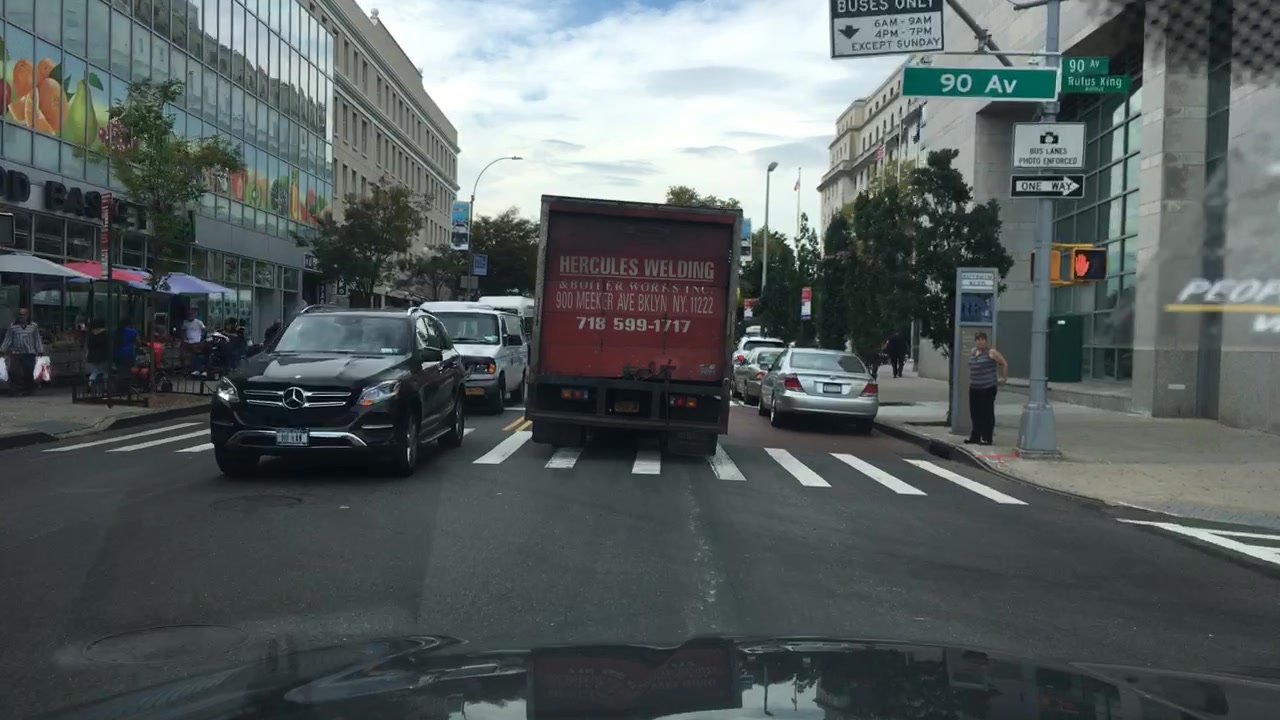 BUSES ONLY
6AM - 9AM
4PM - 7PM
EXCEPT SUNDAY
90 Av
90 AV
Rufus King
AVENUE
BUS LANES
PHOTO ENFORCED
ONE WAY
HERCULES WELDING
& BOILER WORKS INC
900 MEEKER AVE BKLYN NY. 11222
718 599-1717